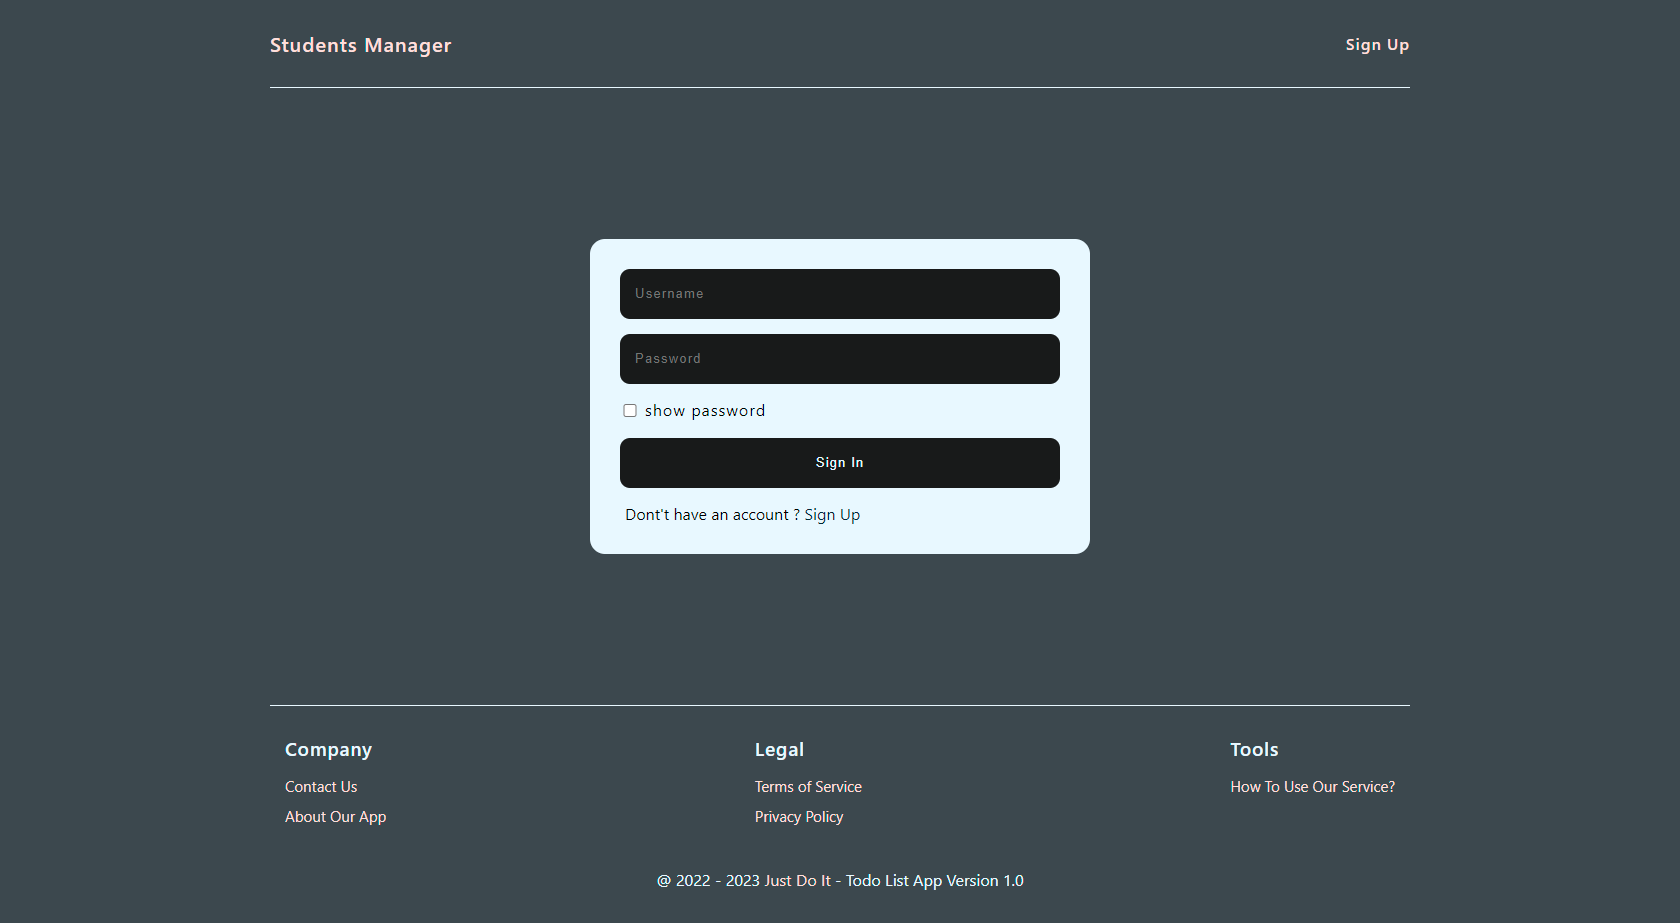 Students Manager
Sign Up
Username
Password
show password
Sign In
Dont't have an account ? Sign Up
Company
Contact Us
About Our App
Legal
Terms of Service
Privacy Policy
Tools
How To Use Our Service?
@ 2022 - 2023 Just Do It - Todo List App Version 1.0